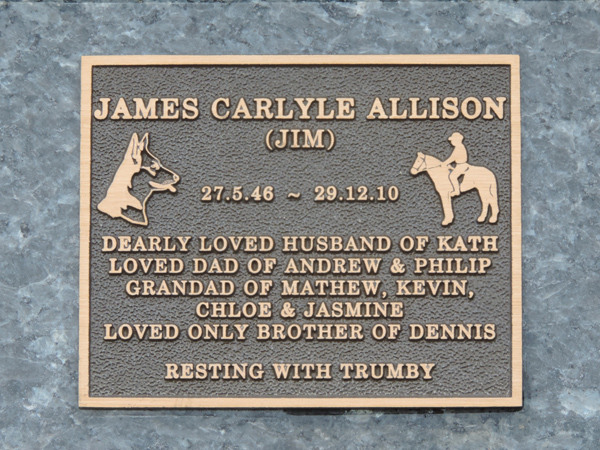 JAMES CARLYLE ALLISON
(JIM)
27.5.46 ~ 29.12.10
DEARLY LOVED HUSBAND OF KATH
LOVED DAD OF ANDREW & PHILIP
GRANDAD OF MATHEW, KEVIN,
CHLOE & JASMINE
LOVED ONLY BROTHER OF DENNIS
RESTING WITH TRUMBY